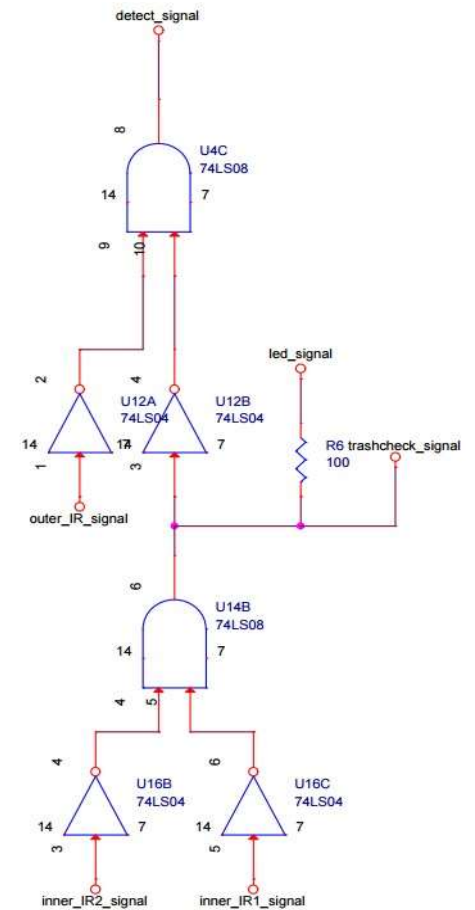 detect_signal
8
U4C
74LS08
14
7
9
10
led_signal
2
4
U12A
74LS04
U12B
74LS04
R6
trashcheck_signal
100
14
14
7
7
1
3
outer_IR_signal
6
U14B
74LS08
14
7
4
5
4
6
U16B
74LS04
U16C
74LS04
14
7
14
7
3
5
inner_IR2_signal
inner_IR1_signal